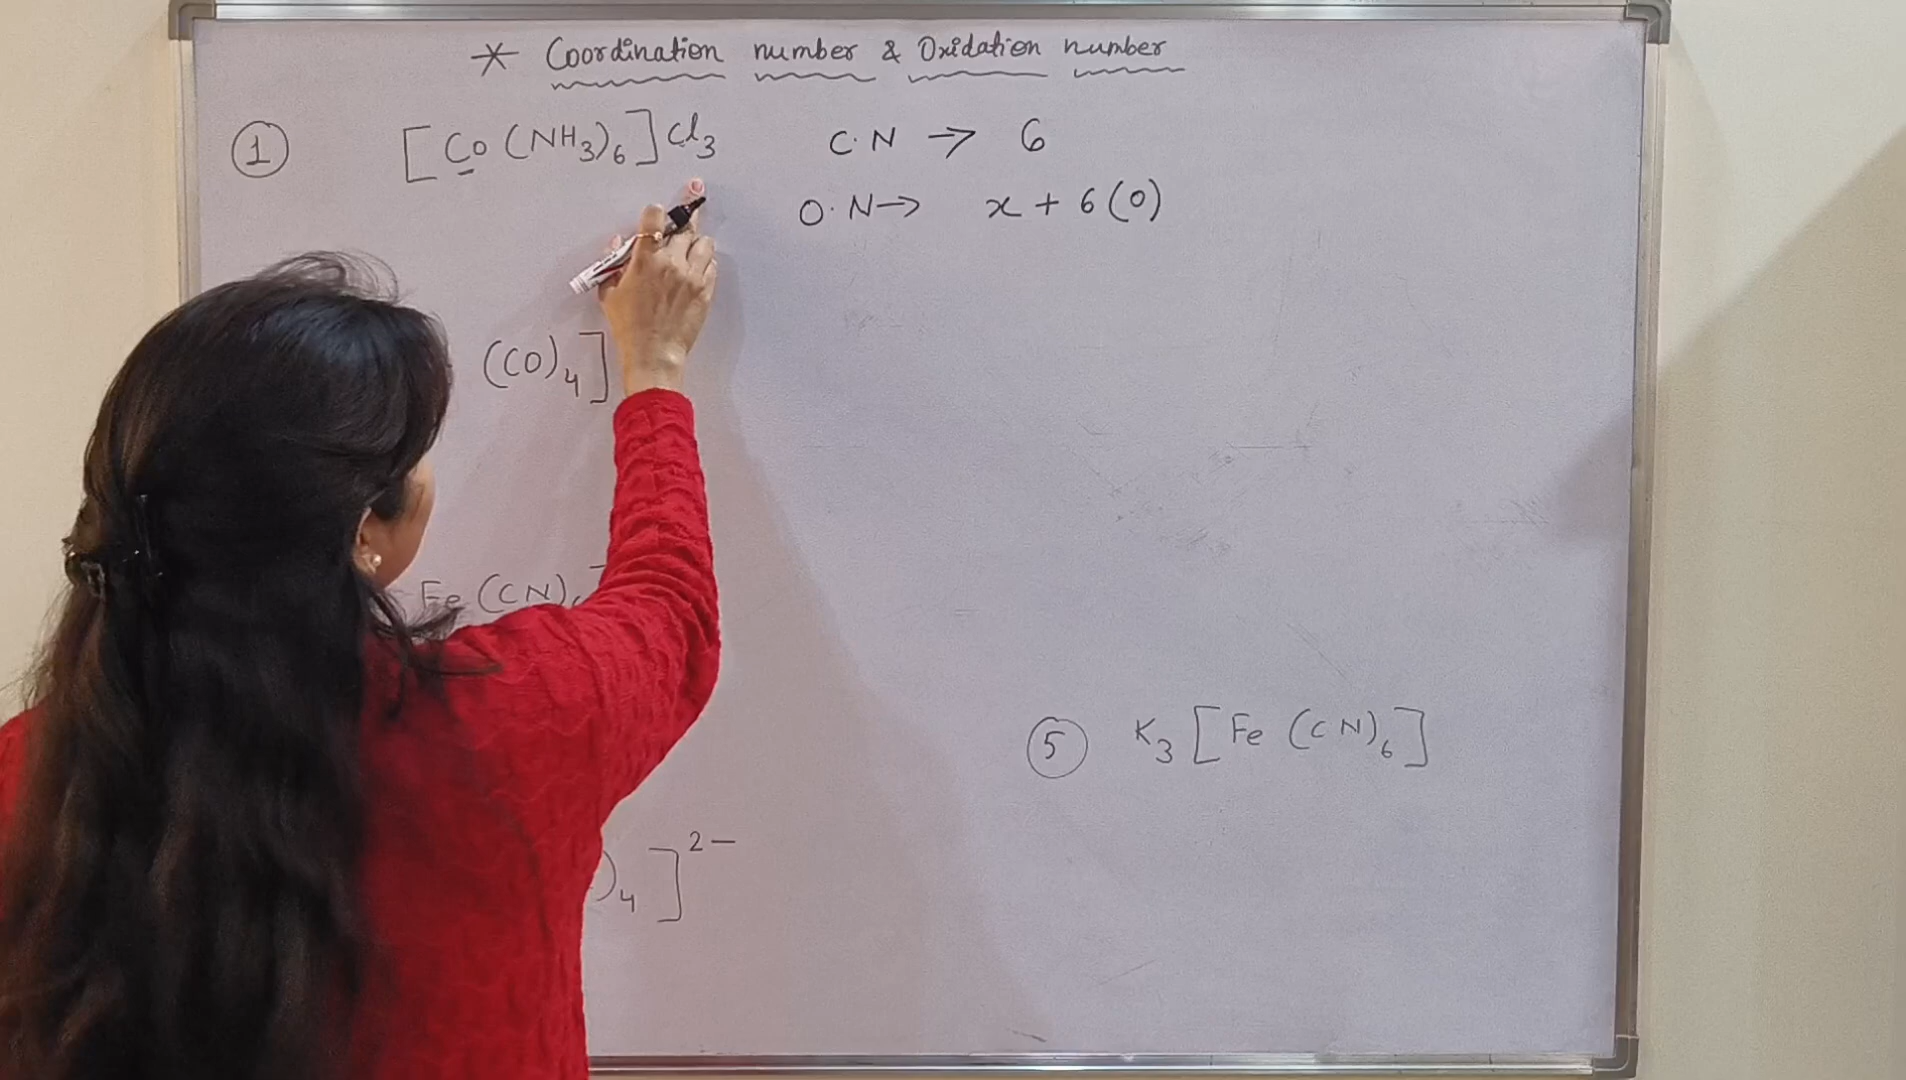 * Coordination number & Oxidation number
① [Co(NH₃)₆]Cl₃ C·N → 6
O·N → x + 6(0)
(CO)₄]
Fe(CN)
⑤ K₃[Fe(CN)₆]
)₄]²⁻